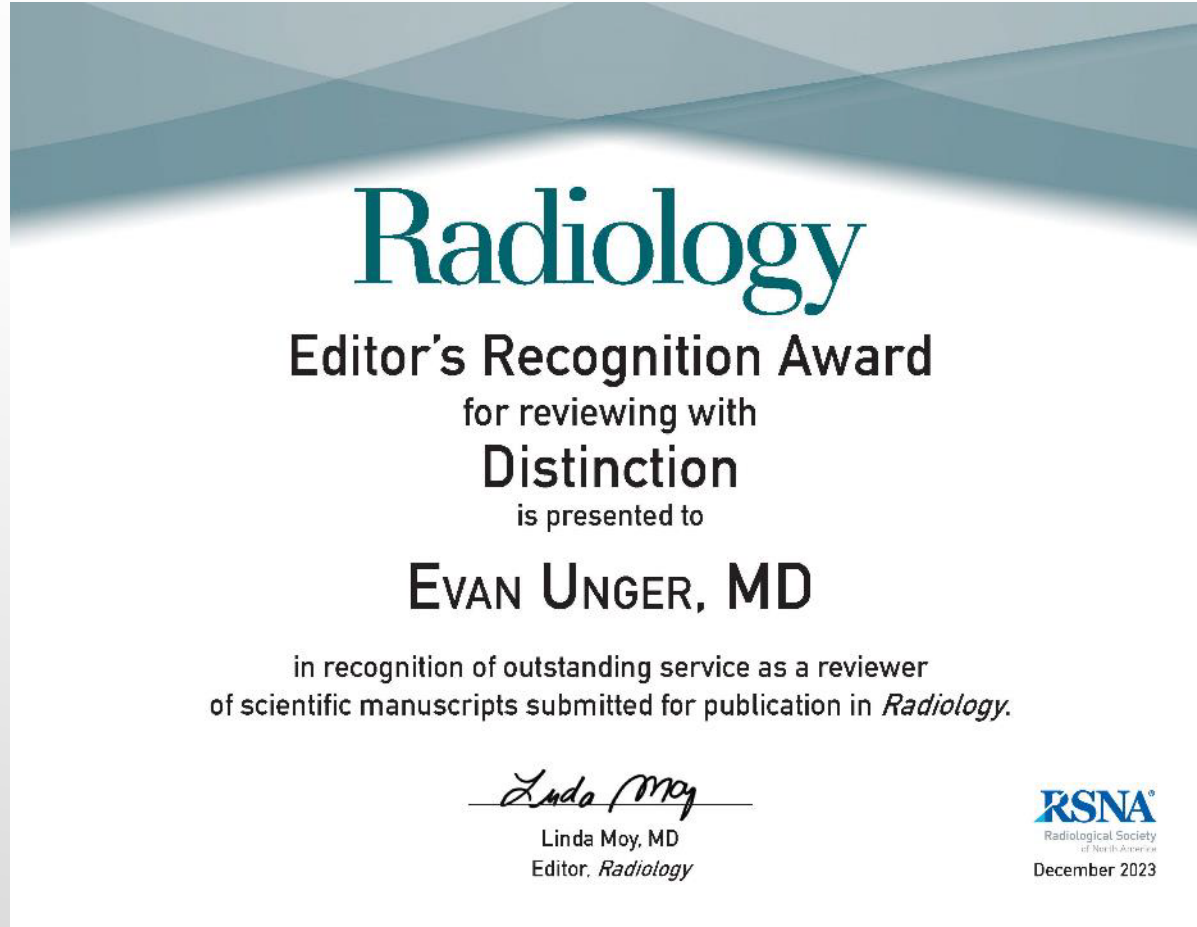 Radiology
Editor's Recognition Award
for reviewing with
Distinction
is presented to
EVAN UNGER, MD
in recognition of outstanding service as a reviewer
of scientific manuscripts submitted for publication in Radiology.
Linda Moy
Linda Moy, MD
Editor, Radiology
RSNA®
Radiological Society
of North America
December 2023